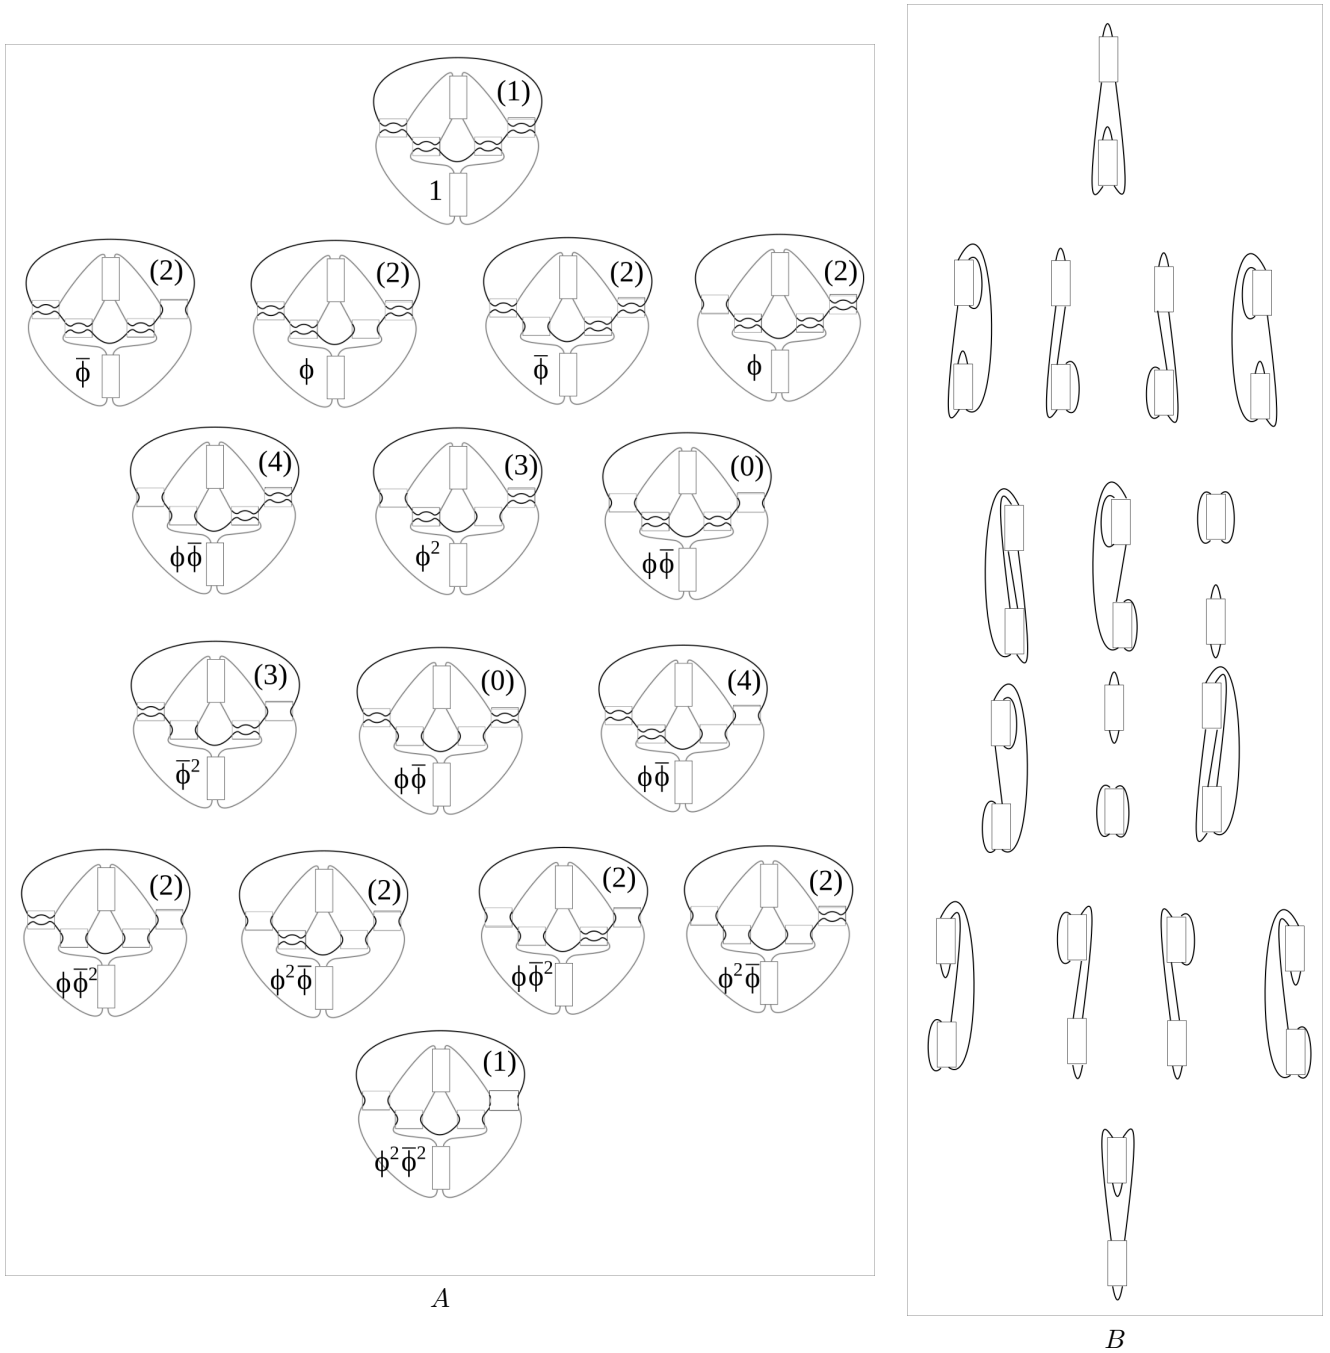 (1)
1
(2) (2) (2) (2)
ϕ̄ ϕ ϕ̄ ϕ
(4) (3) (0)
ϕϕ̄ ϕ² ϕϕ̄
(3) (0) (4)
ϕ̄² ϕϕ̄ ϕϕ̄
(2) (2) (2) (2)
ϕϕ̄² ϕ²ϕ̄ ϕϕ̄² ϕ²ϕ̄
(1)
ϕ²ϕ̄²
A
B